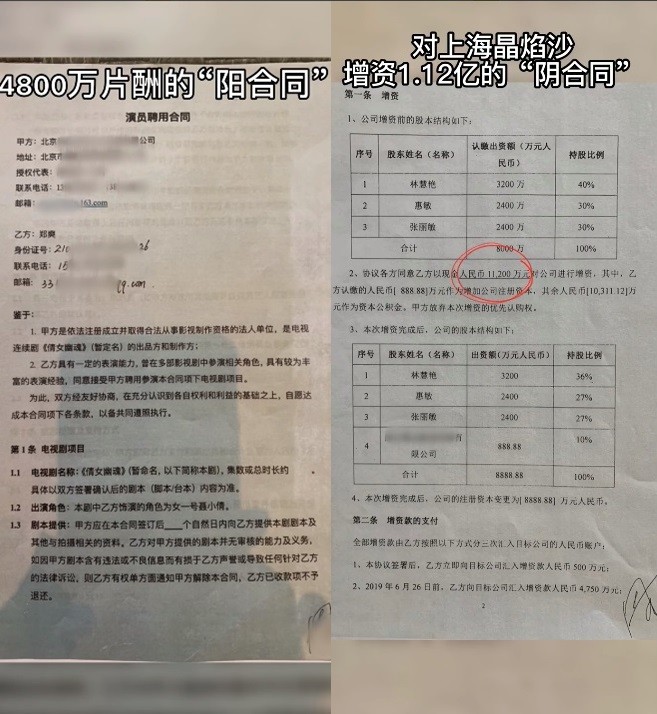 4800万片酬的“阳合同”
演员聘用合同
甲方：北京 公司
地址：北京市
授权代表：
联系电话：1
邮箱： 163.com
乙方：郑爽
身份证号：210 26
联系电话：18
邮箱：33 qq.com
鉴于：
1. 甲方是依法注册成立并取得合法从事影视制作资格的法人单位，是电视
连续剧《倩女幽魂》(暂定名）的出品方和制作方；
2. 乙方具有一定的表演能力，曾在多部影视剧中参演相关角色，具有较为丰
富的表演经验，同意接受甲方聘用参演本合同项下电视剧项目。
为此，双方经友好协商，在充分认识到各自权利和利益的基础之上，自愿达
成本合同项下各条款，以备共同遵照执行。
第 1 条 电视剧项目
1.1 电视剧名称：《倩女幽魂》(暂命名，以下简称本剧)，集数或总时长约
具体以双方签署确认后的剧本（脚本/台本）内容为准。
1.2 出演角色：本剧中乙方饰演的角色为女一号聂小倩。
1.3 剧本提供：甲方应在本合同签订后____个自然日内向乙方提供本剧剧本及
其他与拍摄相关的资料。乙方对甲方提供的剧本并无审核的能力及义务，
如因甲方剧本含有违法或不良信息而有损于乙方声誉或导致任何针对乙方
的法律诉讼，则乙方有权单方面通知甲方解除本合同，乙方已收款项不予
退还。
对上海晶焰沙
增资1.12亿的“阴合同”
第一条 增资
1、公司增资前的股本结构如下：
序号 股东姓名（名称） 认缴出资额（万元人民币） 持股比例
1 林慧艳 3200 万 40%
2 惠敏 2400 万 30%
3 张丽敏 2400 万 30%
合计 8000 万 100%
2、协议各方同意乙方以现金人民币 11,200 万元对公司进行增资，其中，乙
方认缴的人民币[ 888.88]万元作为增加公司注册资本，其余人民币[10,311.12]万
元作为资本公积金。甲方放弃本次增资的优先认购权。
3、本次增资完成后，公司的股本结构如下：
序号 股东姓名（名称） 出资额（万元人民币） 持股比例
1 林慧艳 3200 36%
2 惠敏 2400 27%
3 张丽敏 2400 27%
4 有限公司 888.88 10%
合计 8888.88 100%
4、本次增资完成后，公司的注册资本变更为[ 8888.88] 万元人民币。
第二条 增资款的支付
全部增资款由乙方按照以下方式分三次汇入目标公司的人民币账户：
1、本协议签署后，乙方立即向目标公司汇入增资款人民币 500 万元；
2、2019 年 6 月 26 日前，乙方向目标公司汇入增资款人民币 4,750 万元；
2